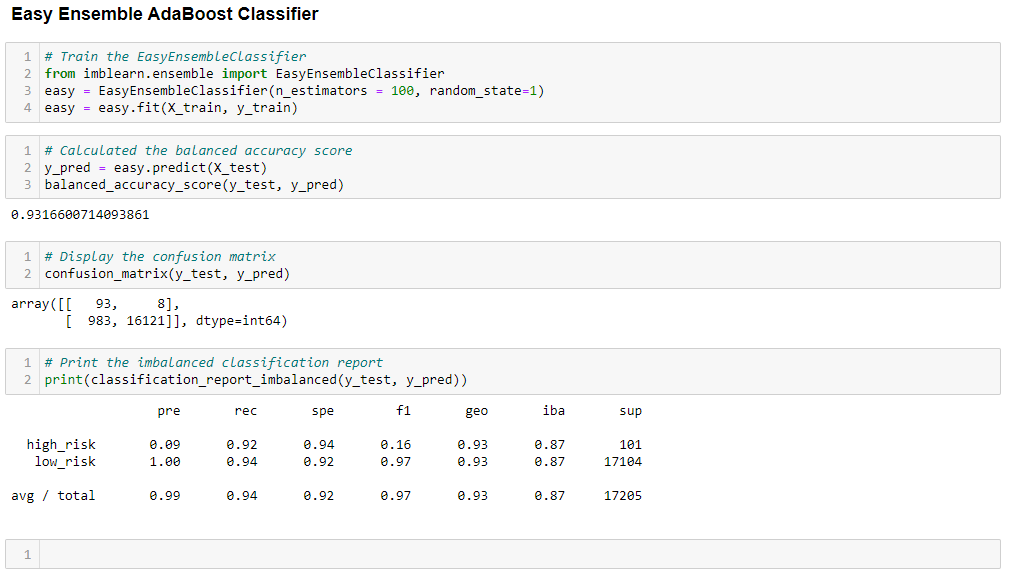 Easy Ensemble AdaBoost Classifier
1 # Train the EasyEnsembleClassifier
2 from imblearn.ensemble import EasyEnsembleClassifier
3 easy = EasyEnsembleClassifier(n_estimators = 100, random_state=1)
4 easy = easy.fit(X_train, y_train)
1 # Calculated the balanced accuracy score
2 y_pred = easy.predict(X_test)
3 balanced_accuracy_score(y_test, y_pred)
0.9316600714093861
1 # Display the confusion matrix
2 confusion_matrix(y_test, y_pred)
array([[   93,     8],
       [  983, 16121]], dtype=int64)
1 # Print the imbalanced classification report
2 print(classification_report_imbalanced(y_test, y_pred))
                   pre       rec       spe        f1       geo       iba       sup
  high_risk       0.09      0.92      0.94      0.16      0.93      0.87       101
   low_risk       1.00      0.94      0.92      0.97      0.93      0.87     17104
avg / total       0.99      0.94      0.92      0.97      0.93      0.87     17205
1